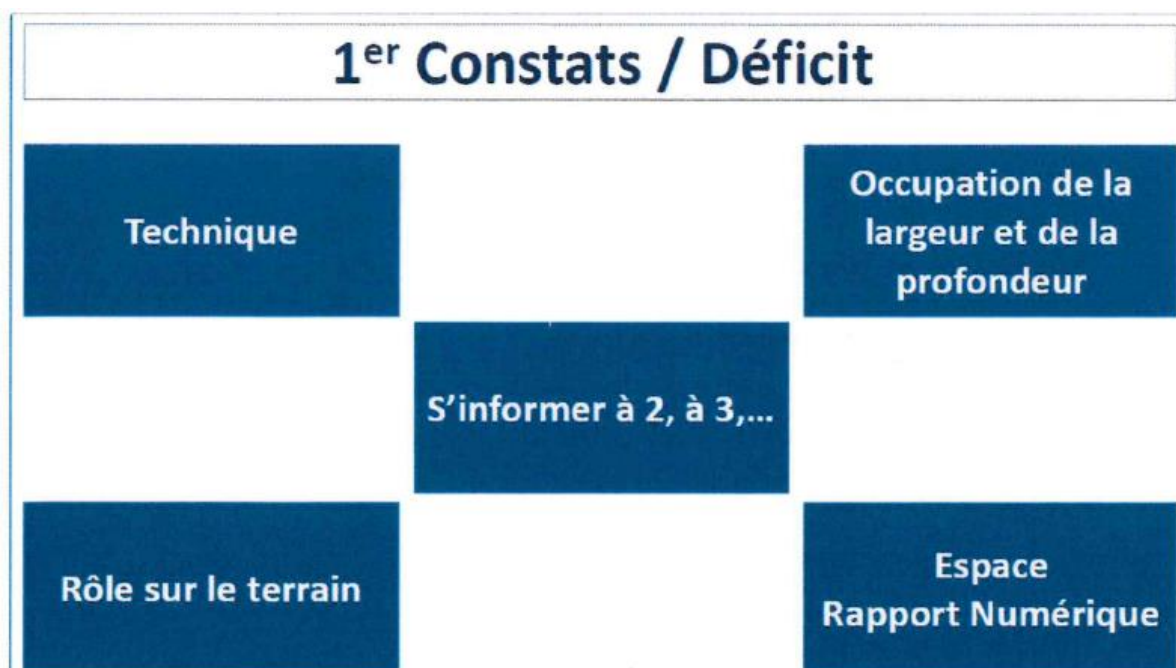 1er Constats / Déficit
Technique
Occupation de la
largeur et de la
profondeur
S'informer à 2, à 3,...
Rôle sur le terrain
Espace
Rapport Numérique